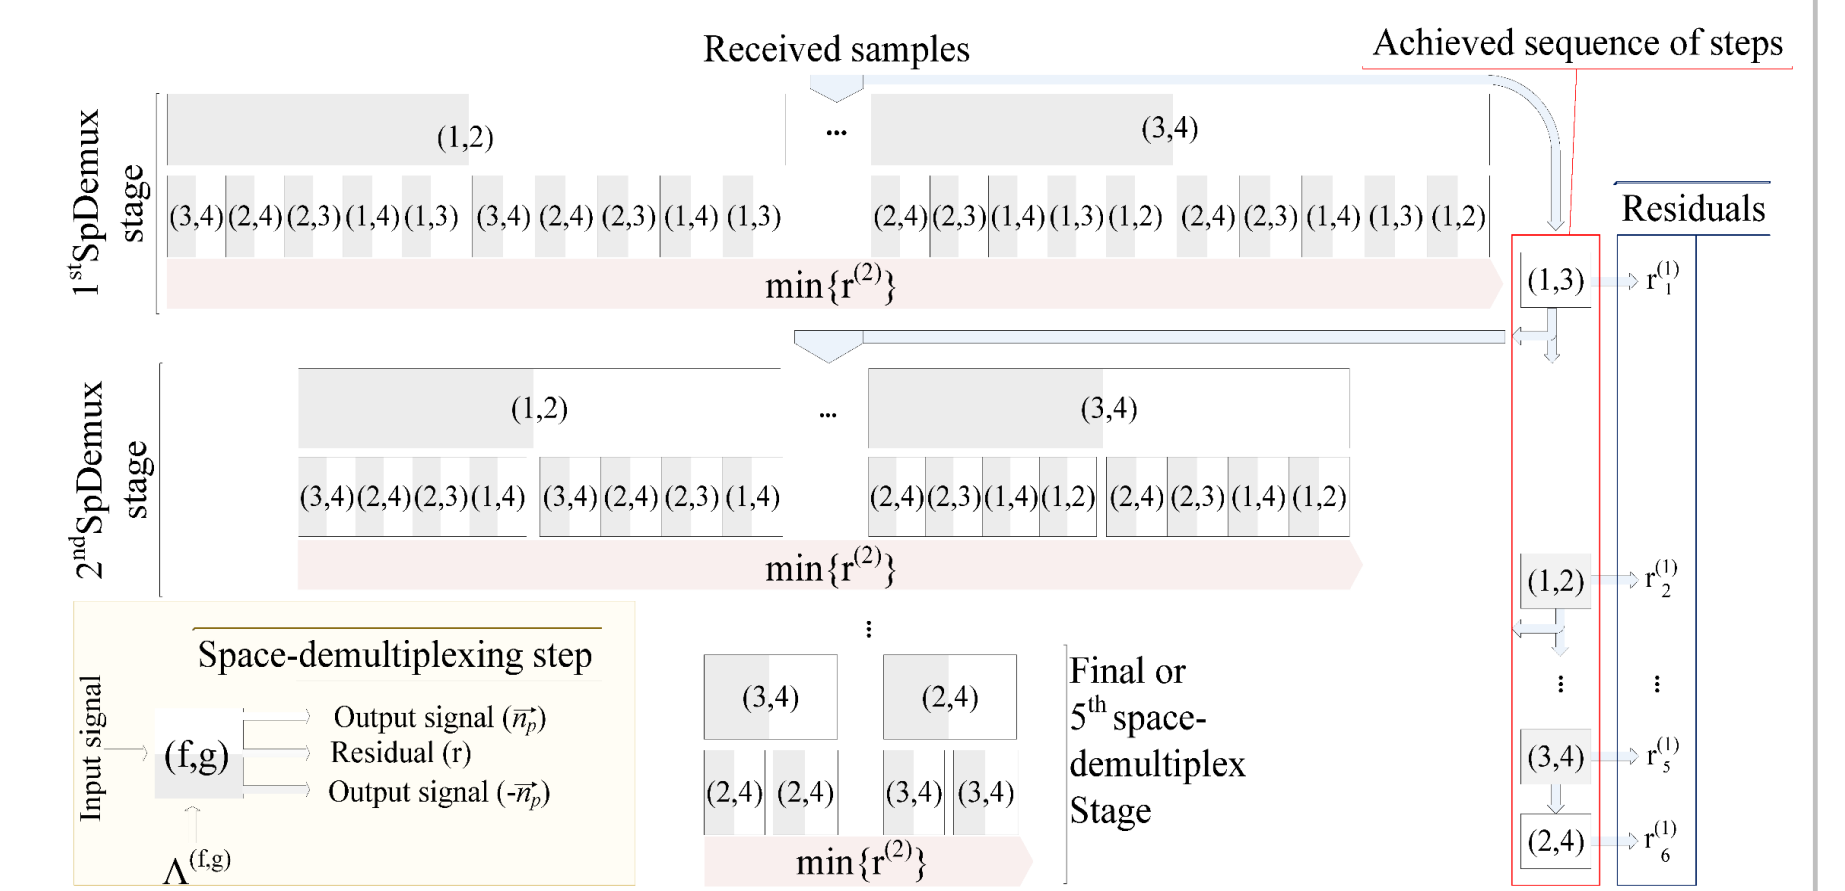 Received samples
Achieved sequence of steps
1st SpDemux
stage
(1,2)
...
(3,4)
(3,4) (2,4) (2,3) (1,4) (1,3) (3,4) (2,4) (2,3) (1,4) (1,3)
(2,4) (2,3) (1,4) (1,3) (1,2) (2,4) (2,3) (1,4) (1,3) (1,2)
min{r(2)}
Residuals
(1,3)
r1(1)
2nd SpDemux
stage
(1,2)
...
(3,4)
(3,4) (2,4) (2,3) (1,4) (3,4) (2,4) (2,3) (1,4)
(2,4) (2,3) (1,4) (1,2) (2,4) (2,3) (1,4) (1,2)
min{r(2)}
(1,2)
r2(1)
...
(3,4)
(2,4)
(2,4) (2,4)
(3,4) (3,4)
min{r(2)}
Final or
5th space-
demultiplex
Stage
...
...
(3,4)
r5(1)
(2,4)
r6(1)
Space-demultiplexing step
Input signal
(f,g)
Output signal (n⃗p)
Residual (r)
Output signal (-n⃗p)
Λ(f,g)